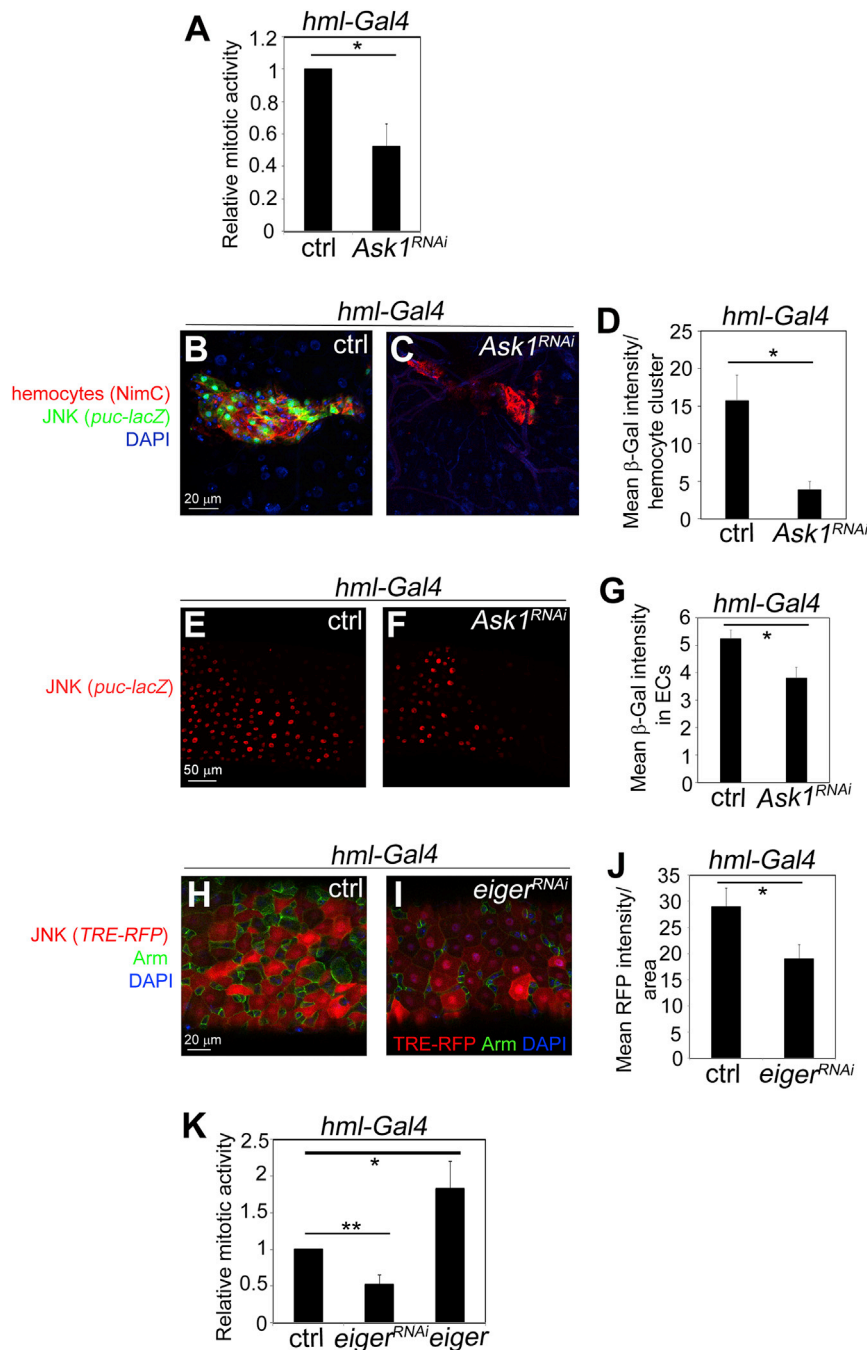 A
hml-Gal4
Relative mitotic activity
1.2
1
0.8
0.6
0.4
0.2
0
*
ctrl
Ask1RNAi
hml-Gal4
hemocytes (NimC)
JNK (puc-lacZ)
DAPI
B
ctrl
20 μm
C
Ask1RNAi
D
hml-Gal4
Mean β-Gal intensity/
hemocyte cluster
25
20
15
10
5
0
*
ctrl
Ask1RNAi
hml-Gal4
JNK (puc-lacZ)
E
ctrl
50 μm
F
Ask1RNAi
G
hml-Gal4
Mean β-Gal intensity
in ECs
6
5
4
3
2
1
0
*
ctrl
Ask1RNAi
hml-Gal4
JNK (TRE-RFP)
Arm
DAPI
H
ctrl
20 μm
I
eigerRNAi
TRE-RFP Arm DAPI
J
hml-Gal4
Mean RFP intensity/
area
35
30
25
20
15
10
5
0
*
ctrl
eigerRNAi
K
hml-Gal4
Relative mitotic activity
2.5
2
1.5
1
0.5
0
*
**
ctrl
eigerRNAi
eiger